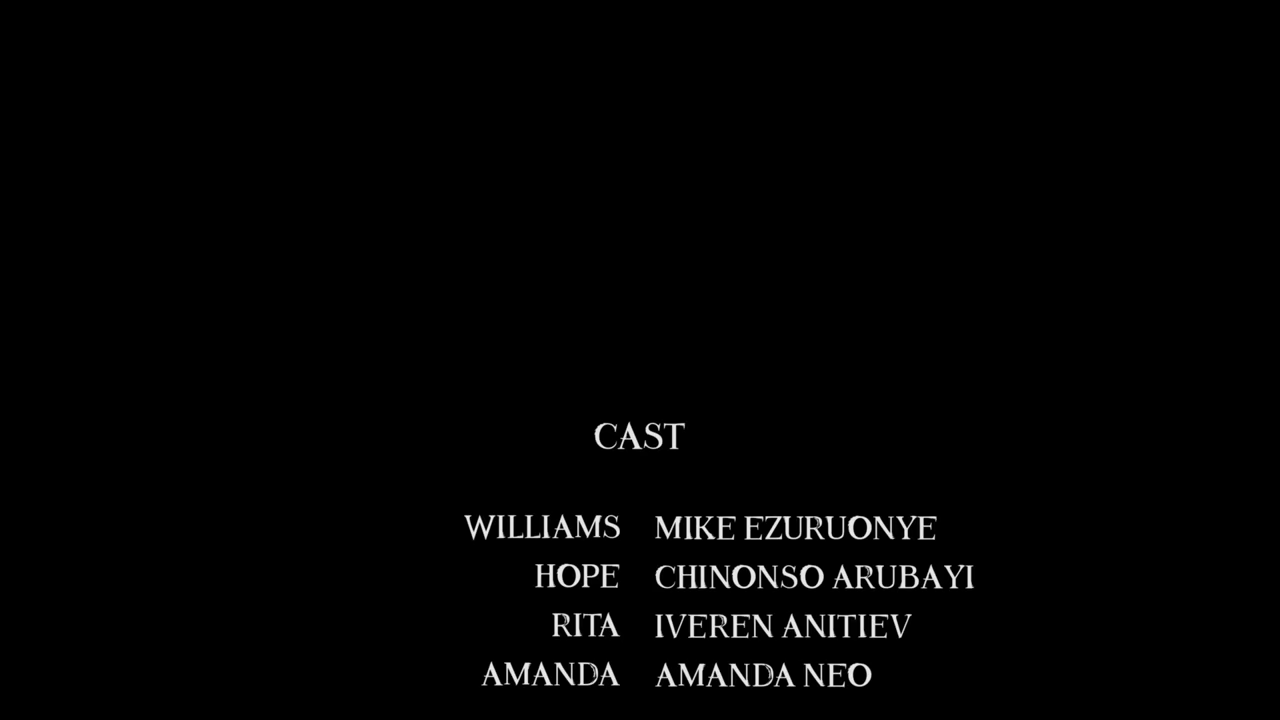 CAST
WILLIAMS MIKE EZURUONYE
HOPE CHINONSO ARUBAYI
RITA IVEREN ANITIEV
AMANDA AMANDA NEO